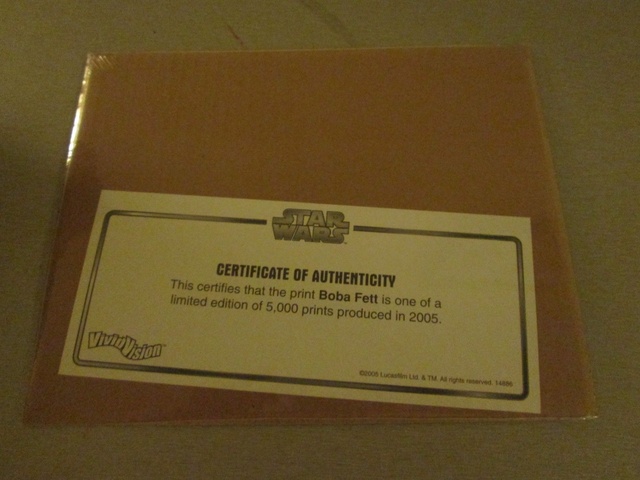 STAR
WARS
CERTIFICATE OF AUTHENTICITY
This certifies that the print Boba Fett is one of a
limited edition of 5,000 prints produced in 2005.
VividVision™
©2005 Lucasfilm Ltd. & TM. All rights reserved. 14886